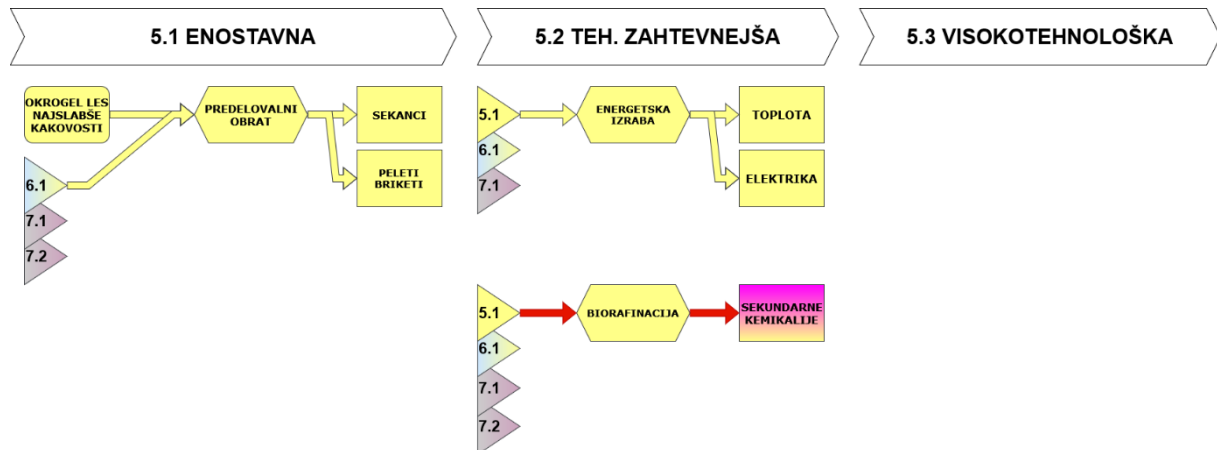 5.1 ENOSTAVNA
5.2 TEH. ZAHTEVNEJŠA
5.3 VISOKOTEHNOLOŠKA
OKROGEL LES
NAJSLABŠE
KAKOVOSTI
PREDELOVALNI
OBRAT
SEKANCI
PELETI
BRIKETI
6.1
7.1
7.2
5.1
6.1
7.1
ENERGETSKA
IZRABA
TOPLOTA
ELEKTRIKA
5.1
6.1
7.1
7.2
BIORAFINACIJA
SEKUNDARNE
KEMIKALIJE